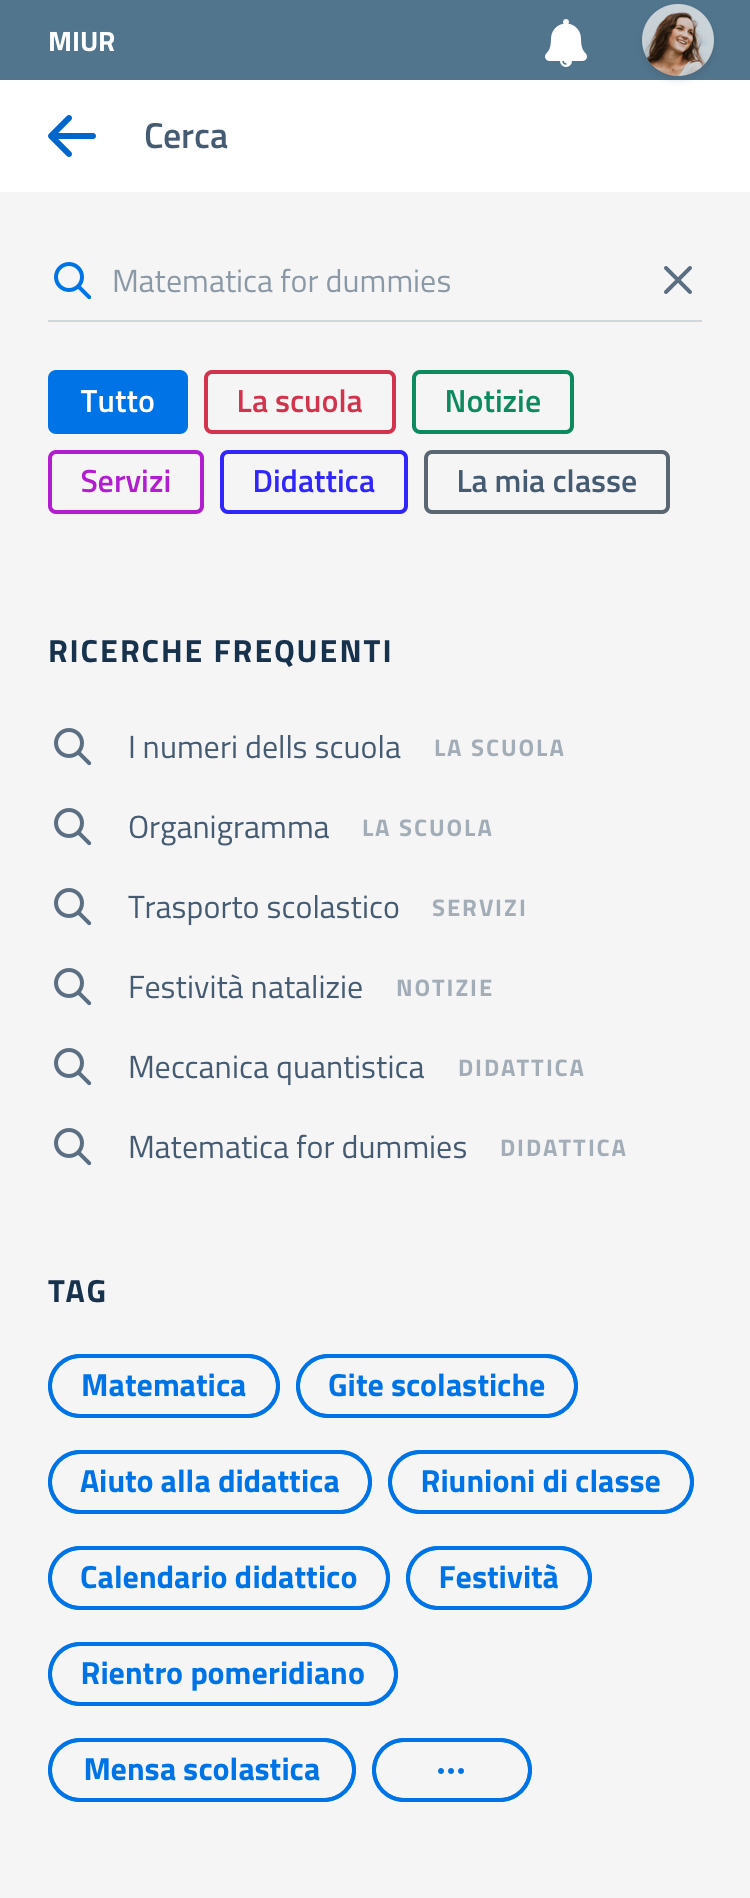 MIUR
Cerca
Matematica for dummies
Tutto La scuola Notizie
Servizi Didattica La mia classe
RICERCHE FREQUENTI
I numeri dells scuola LA SCUOLA
Organigramma LA SCUOLA
Trasporto scolastico SERVIZI
Festività natalizie NOTIZIE
Meccanica quantistica DIDATTICA
Matematica for dummies DIDATTICA
TAG
Matematica Gite scolastiche
Aiuto alla didattica Riunioni di classe
Calendario didattico Festività
Rientro pomeridiano
Mensa scolastica ...